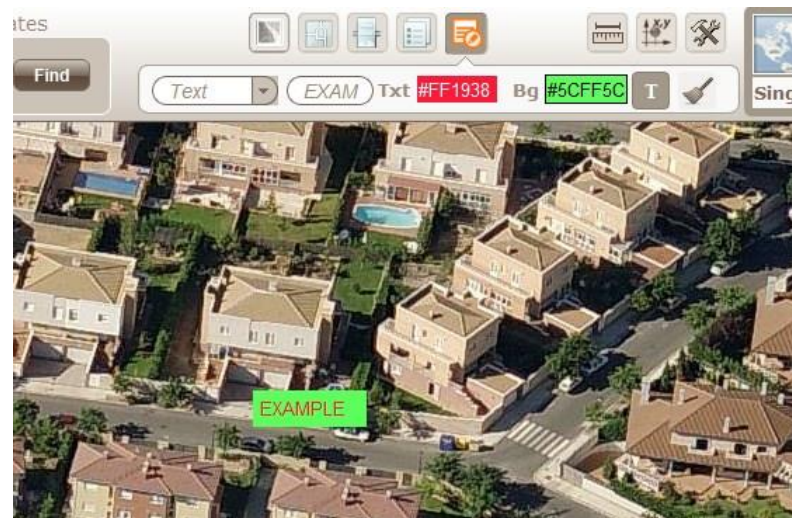 ates
x,y
Find
Text EXAM Txt #FF1938 Bg #5CFF5C T
Sing
EXAMPLE